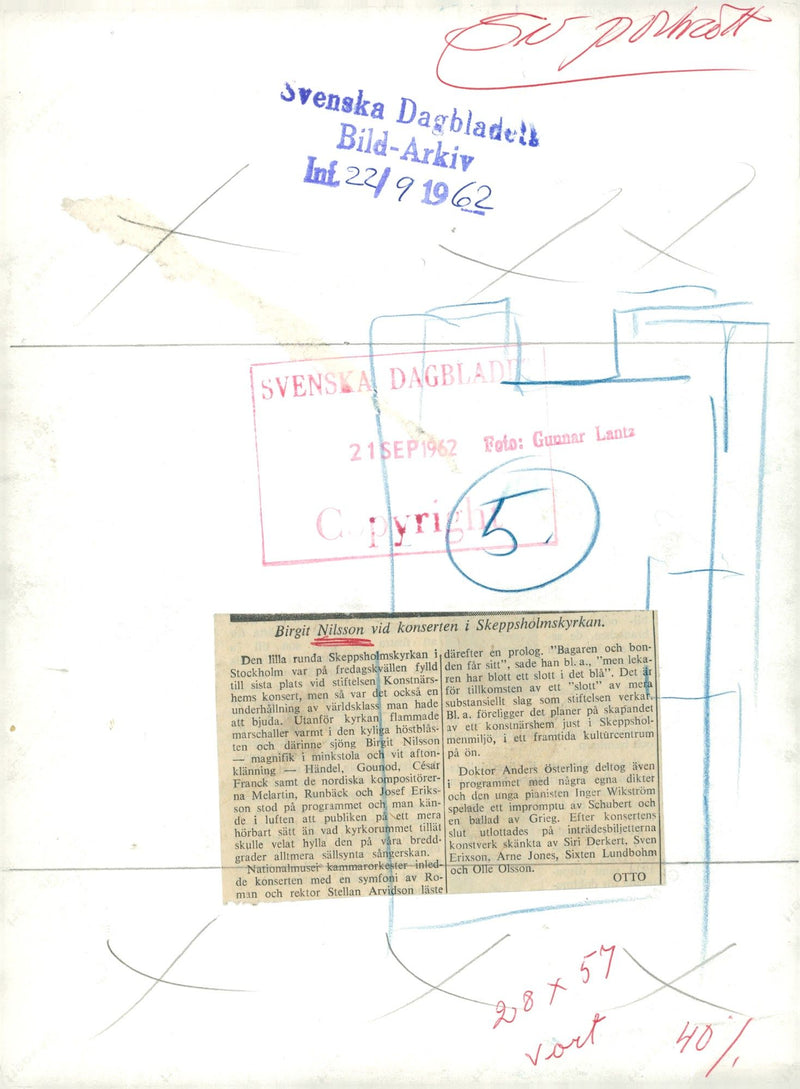 Sv portrött
Svenska Dagbladets
Bild-Arkiv
Inf. 22/9 1962
SVENSKA DAGBLADET
21 SEP 1962 Foto: Gunnar Lantz
Copyright
5
Birgit Nilsson vid konserten i Skeppsholmskyrkan.
Den lilla runda Skeppsholmskyrkan i
Stockholm var på fredagskvällen fylld
till sista plats vid stiftelsen Konstnärs-
hems konsert, men så var det också en
underhållning av världsklass man hade
att bjuda. Utanför kyrkan flammade
marschaller varmt i den kyliga höstblås-
ten och därinne sjöng Birgit Nilsson
— magnifik i minkstola och vit afton-
klänning — Händel, Gounod, César
Franck samt de nordiska kompositörer-
na Melartin, Runbäck och Josef Eriks-
son stod på programmet och man kän-
de i luften att publiken på ett mera
hörbart sätt än vad kyrkorummet tillät
skulle velat hylla den på våra bredd-
grader alltmera sällsynta sångerskan.
Nationalmusei kammarorkester inled-
de konserten med en symfoni av Ro-
man och rektor Stellan Arvidson läste
därefter en prolog. "Bagaren och bon-
den får sitt", sade han bl. a., "men leka-
ren har blott ett slott i det blå". Det är
för tillkomsten av ett "slott" av mera
substansiellt slag som stiftelsen verkar.
Bl. a. föreligger det planer på skapandet
av ett konstnärshem just i Skeppshol-
menmiljö, i ett framtida kulturcentrum
på ön.
Doktor Anders Österling deltog även
i programmet med några egna dikter
och den unga pianisten Inger Wikström
spelade ett impromptu av Schubert och
en ballad av Grieg. Efter konsertens
slut utlottades på inträdesbiljetterna
konstverk skänkta av Siri Derkert, Sven
Erixson, Arne Jones, Sixten Lundbohm
och Olle Olsson.
OTTO
28 x 57
vort
40%